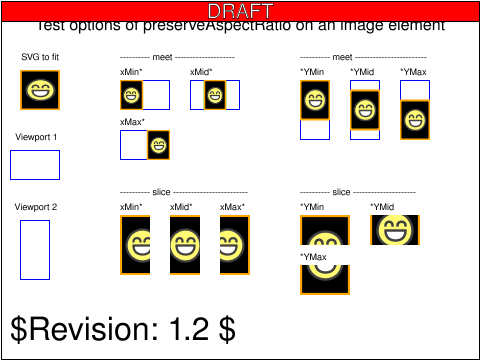 DRAFT
Test options of preserveAspectRatio on an image element
SVG to fit
---------- meet --------------------
---------- meet ------------------------
xMin*
xMid*
*YMin
*YMid
*YMax
xMax*
Viewport 1
---------- slice -------------------------
---------- slice ---------------------
Viewport 2
xMin*
xMid*
xMax*
*YMin
*YMid
*YMax
$Revision: 1.2 $